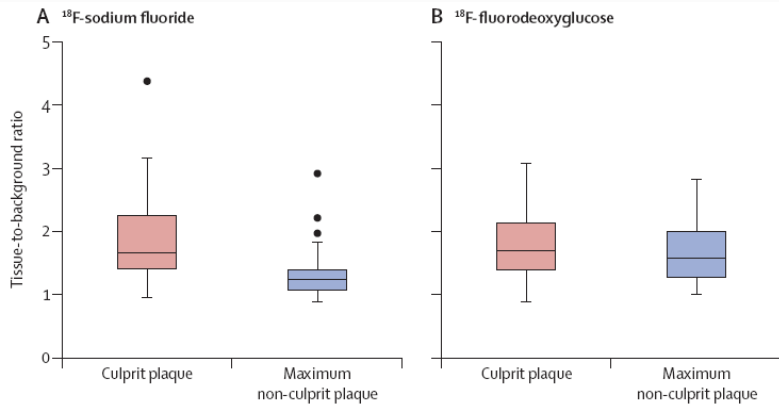 A ¹⁸F-sodium fluoride
B ¹⁸F-fluorodeoxyglucose
Tissue-to-background ratio
5
4
3
2
1
0
Culprit plaque
Maximum
non-culprit plaque
Culprit plaque
Maximum
non-culprit plaque